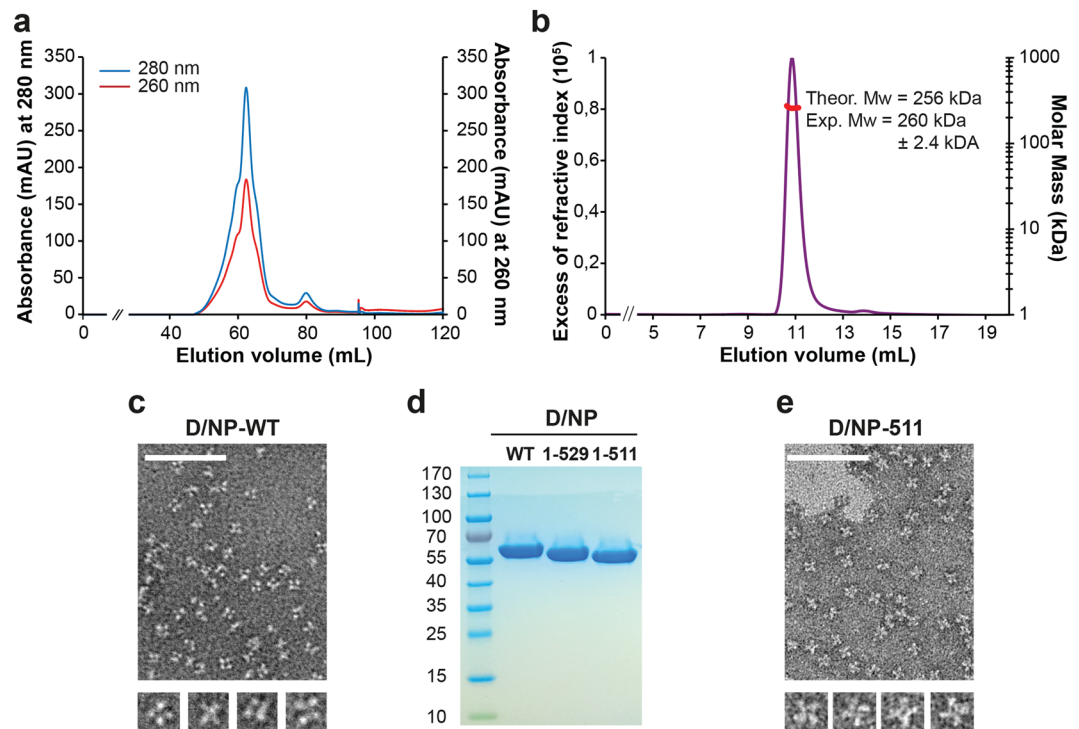 a
Absorbance (mAU) at 280 nm
350
300
250
200
150
100
50
0
280 nm
260 nm
350
300
250
200
150
100
50
0
Absorbance (mAU) at 260 nm
0 // 40 60 80 100 120
Elution volume (mL)
b
Excess of refractive index (10⁵)
1
0,8
0,6
0,4
0,2
0
Theor. Mw = 256 kDa
Exp. Mw = 260 kDa
± 2.4 kDA
1000
100
10
1
Molar Mass (kDa)
0 // 5 7 9 11 13 15 17 19
Elution volume (mL)
c
D/NP-WT
d
D/NP
WT 1-529 1-511
170
130
100
70
55
40
35
25
15
10
e
D/NP-511